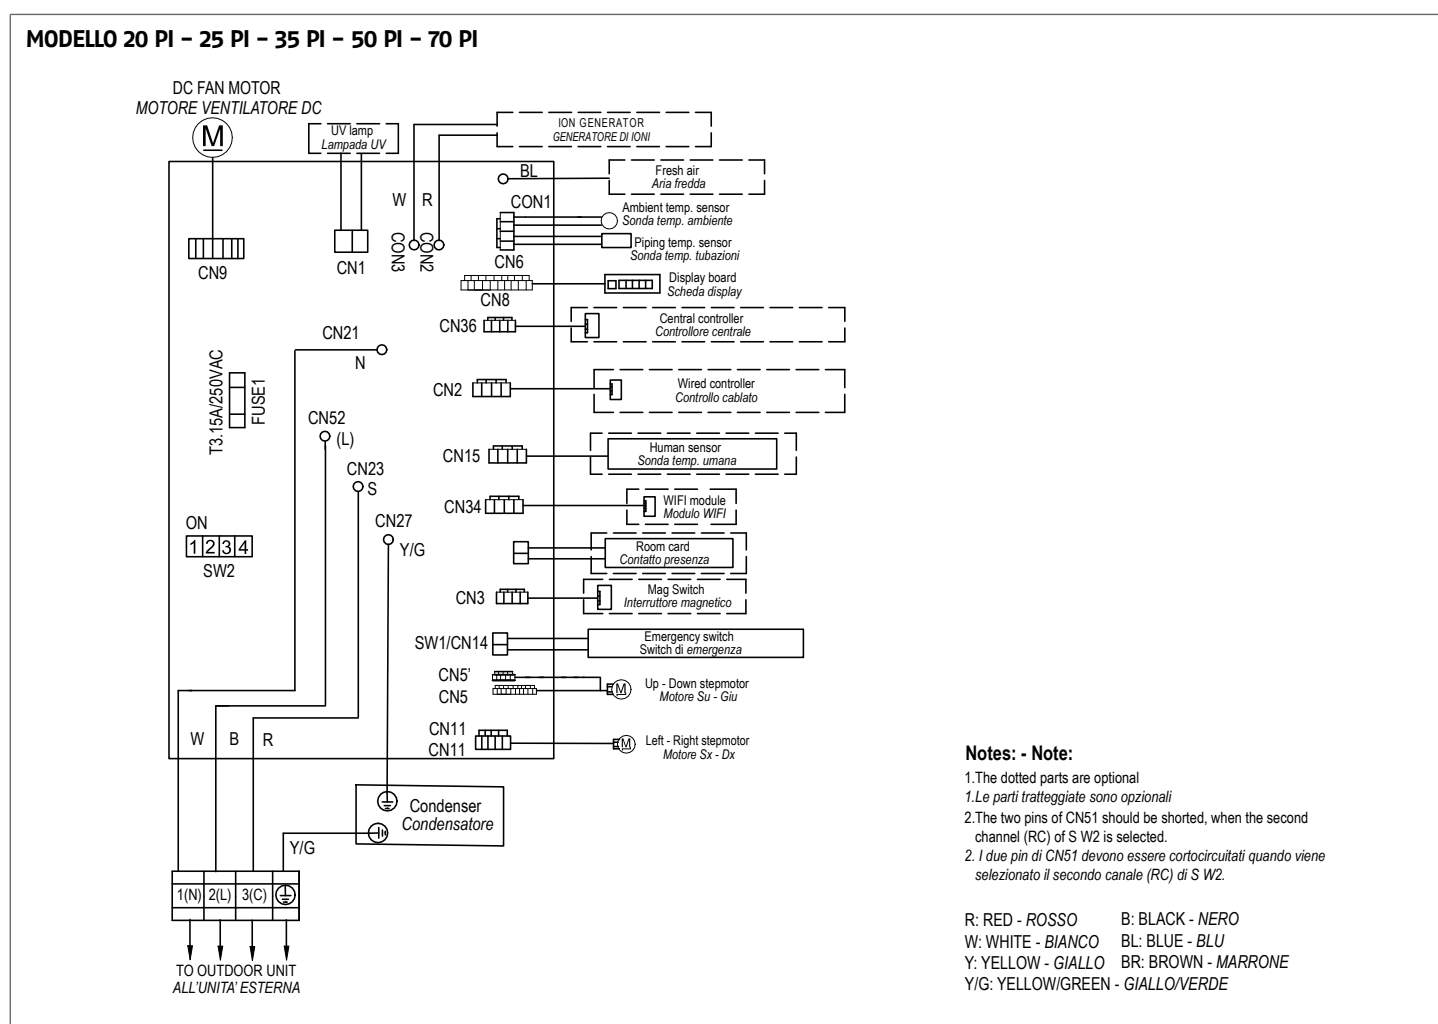 MODELLO 20 PI – 25 PI – 35 PI – 50 PI – 70 PI
DC FAN MOTOR
MOTORE VENTILATORE DC
M
UV lamp
Lampada UV
ION GENERATOR
GENERATORE DI IONI
BL
Fresh air
Aria fredda
W
R
CON3
CON2
CON1
Ambient temp. sensor
Sonda temp. ambiente
Piping temp. sensor
Sonda temp. tubazioni
CN9
CN1
CN6
Display board
Scheda display
CN8
CN36
Central controller
Controllore centrale
CN21
N
CN2
Wired controller
Controllo cablato
T3.15A/250VAC
FUSE1
CN52
(L)
CN15
Human sensor
Sonda temp. umana
CN23
S
CN34
WIFI module
Modulo WIFI
CN27
Y/G
ON
1 2 3 4
SW2
Room card
Contatto presenza
CN3
Mag Switch
Interruttore magnetico
SW1/CN14
Emergency switch
Switch di emergenza
CN5'
CN5
M
Up - Down stepmotor
Motore Su - Giu
CN11
CN11
M
Left - Right stepmotor
Motore Sx - Dx
W B R
Condenser
Condensatore
Y/G
1(N) 2(L) 3(C)
TO OUTDOOR UNIT
ALL'UNITA' ESTERNA
Notes: - Note:
1.The dotted parts are optional
1.Le parti tratteggiate sono opzionali
2.The two pins of CN51 should be shorted, when the second
channel (RC) of S W2 is selected.
2. I due pin di CN51 devono essere cortocircuitati quando viene
selezionato il secondo canale (RC) di S W2.
R: RED - ROSSO B: BLACK - NERO
W: WHITE - BIANCO BL: BLUE - BLU
Y: YELLOW - GIALLO BR: BROWN - MARRONE
Y/G: YELLOW/GREEN - GIALLO/VERDE